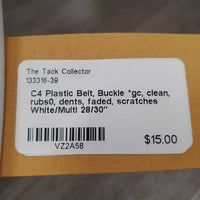 The Tack Collector
133316-39
C4 Plastic Belt, Buckle *gc, clean,
rubs0, dents, faded, scratches
White/Multi 28/30"
$15.00
VZ2A58